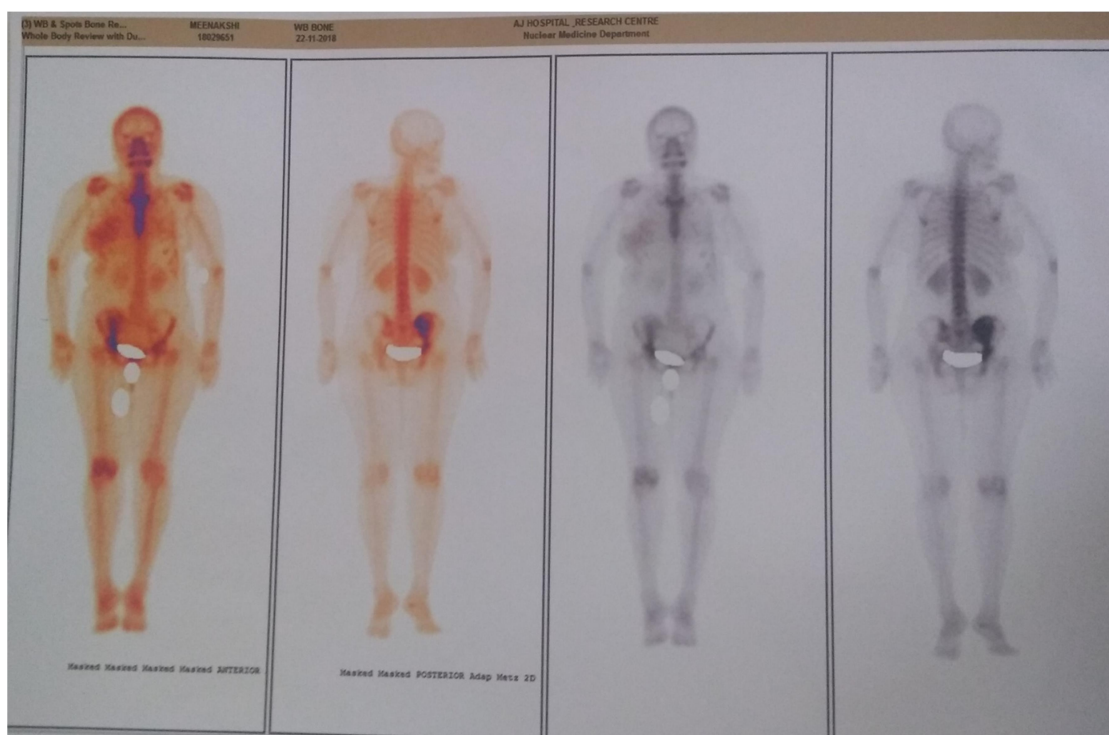 (3) WB & Spots Bone Re...
Whole Body Review with Du...
MEENAKSHI
18029651
WB BONE
22-11-2018
AJ HOSPITAL ,RESEARCH CENTRE
Nuclear Medicine Department
Masked Masked Masked Masked ANTERIOR
Masked Masked POSTERIOR Adap Metz 2D